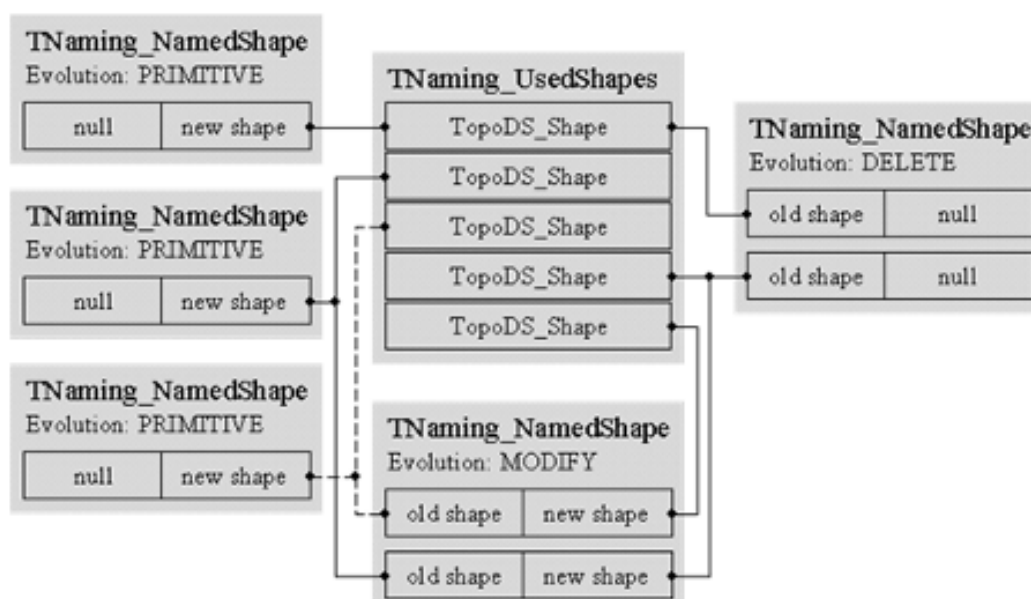 TNaming_NamedShape
Evolution: PRIMITIVE
null new shape
TNaming_NamedShape
Evolution: PRIMITIVE
null new shape
TNaming_NamedShape
Evolution: PRIMITIVE
null new shape
TNaming_UsedShapes
TopoDS_Shape
TopoDS_Shape
TopoDS_Shape
TopoDS_Shape
TopoDS_Shape
TNaming_NamedShape
Evolution: MODIFY
old shape new shape
old shape new shape
TNaming_NamedShape
Evolution: DELETE
old shape null
old shape null